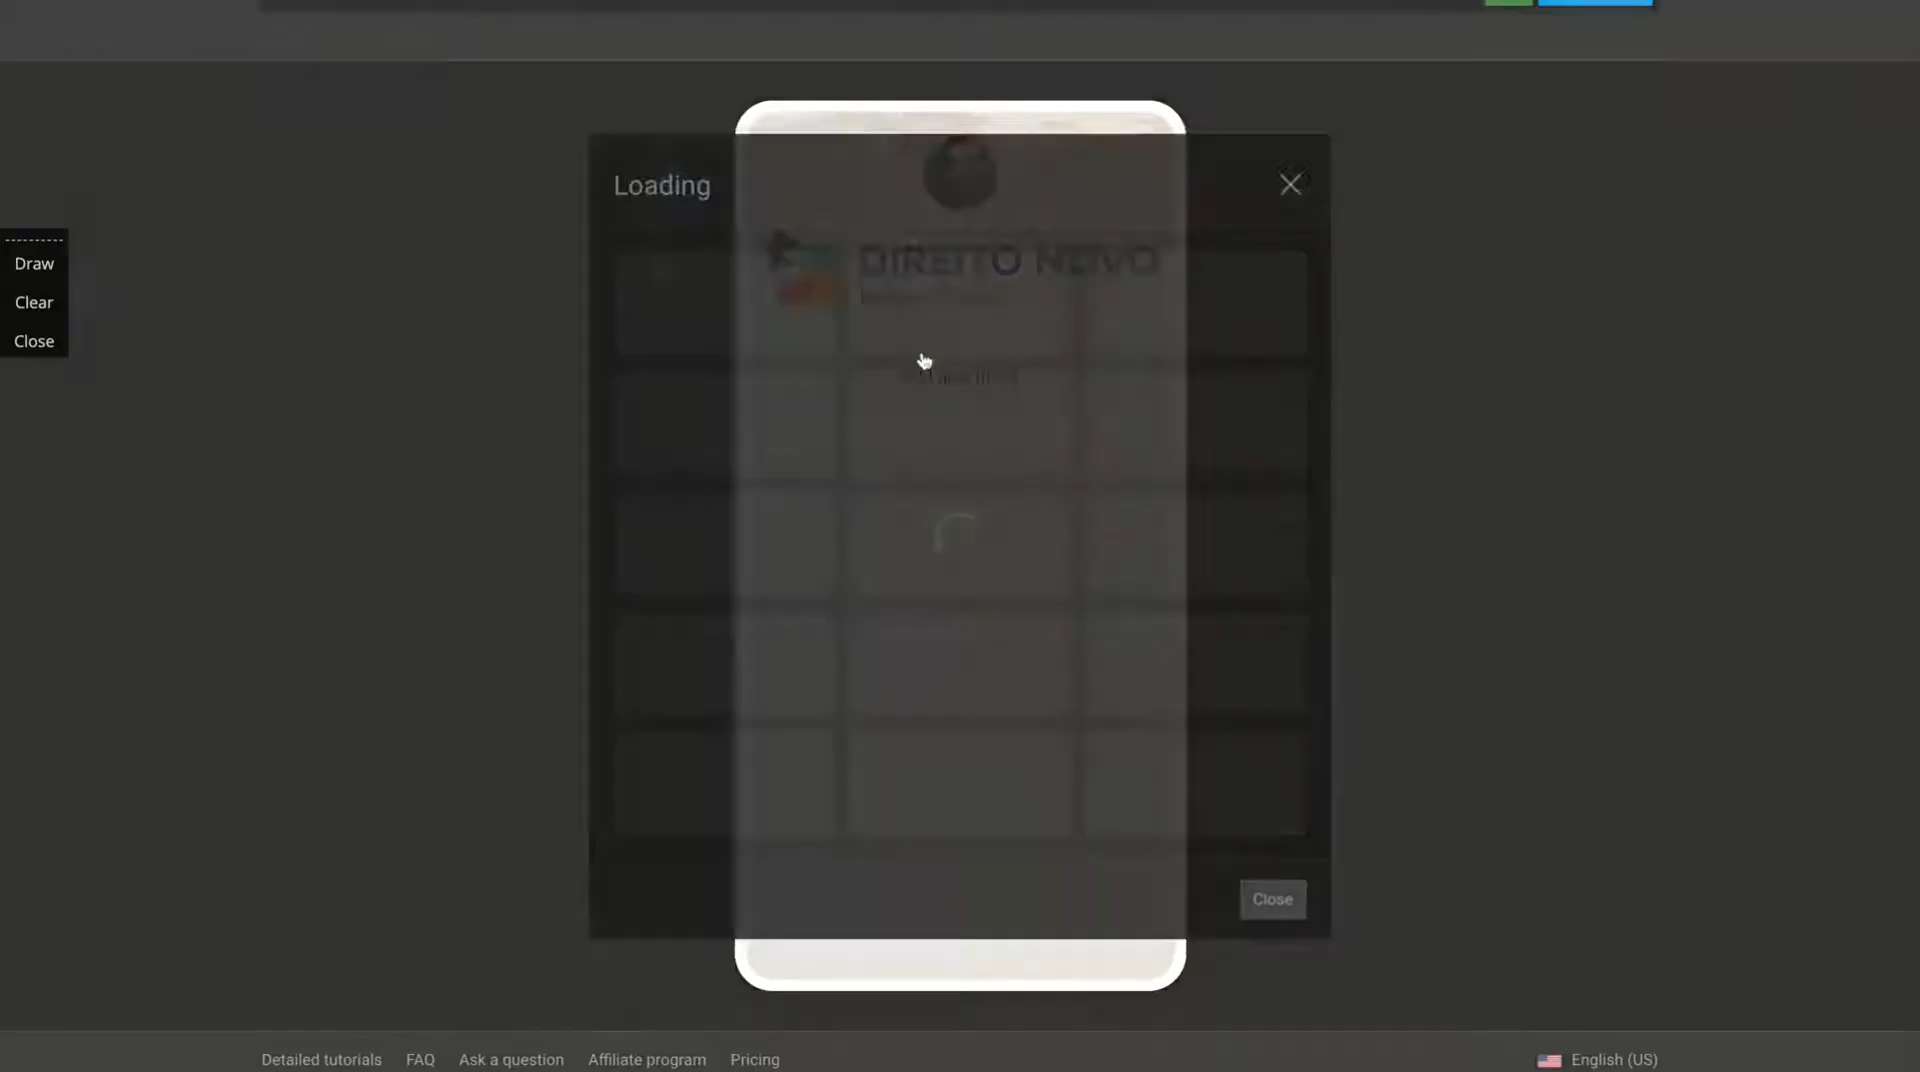 Loading
DIREITO NOVO
Draw
Clear
Close
Close
Detailed tutorials FAQ Ask a question Affiliate program Pricing English (US)